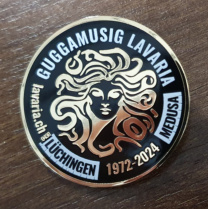 GUGGAMUSIG LAVARIA
lavaria.ch
LÜCHINGEN
1972-2024
MEDUSA